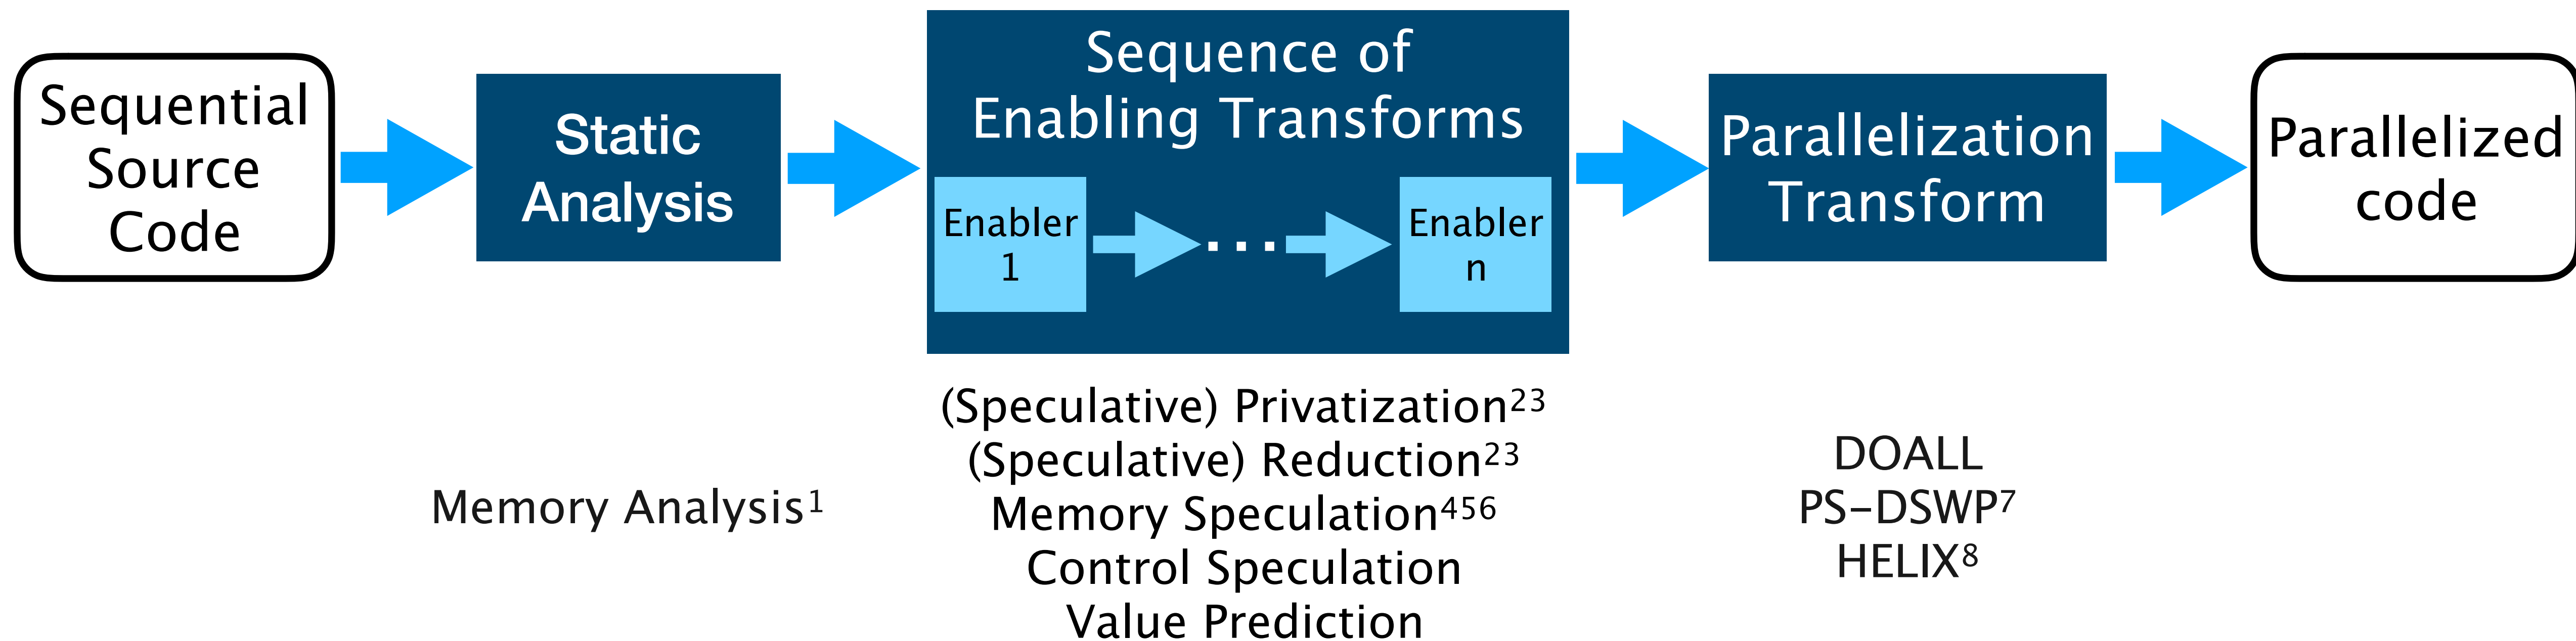 Sequential
Source
Code
Static
Analysis
Sequence of
Enabling Transforms
Enabler
1
...
Enabler
n
Parallelization
Transform
Parallelized
code
Memory Analysis¹
(Speculative) Privatization²³
(Speculative) Reduction²³
Memory Speculation⁴⁵⁶
Control Speculation
Value Prediction
DOALL
PS-DSWP⁷
HELIX⁸